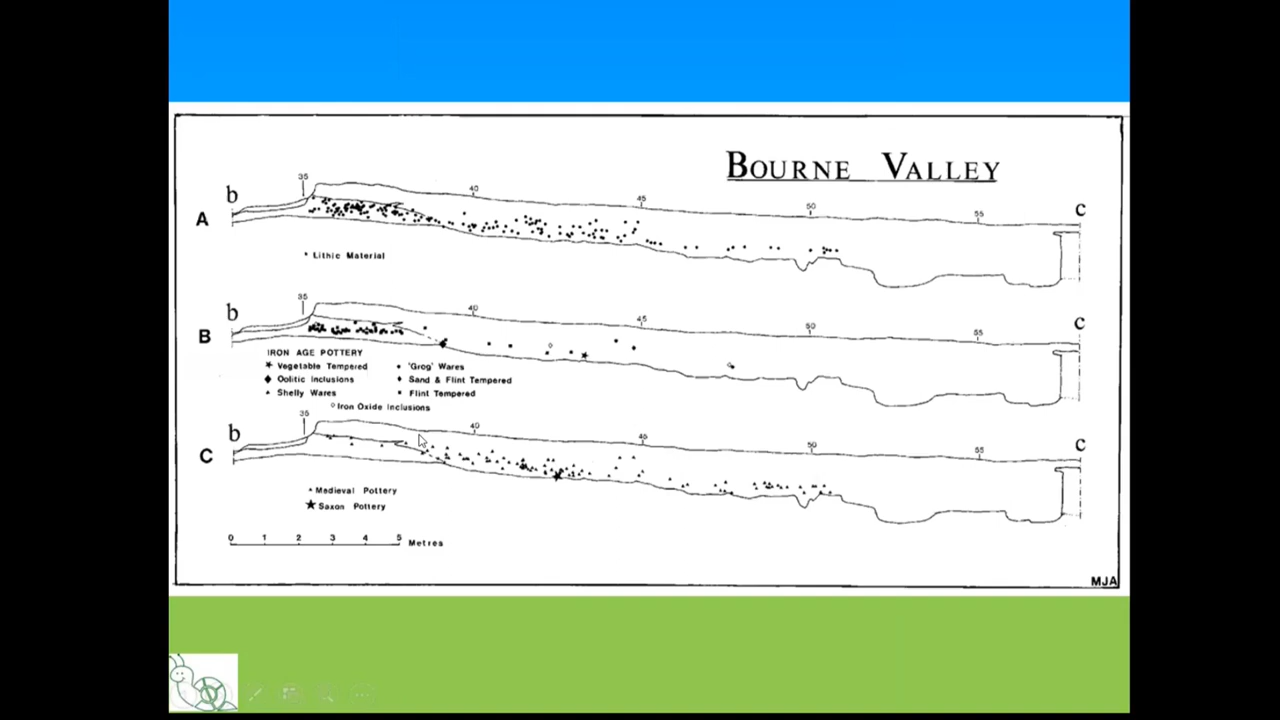 BOURNE VALLEY
35 40 45 50 55
b c
A
Lithic Material
35 40 45 50 55
b c
B
IRON AGE POTTERY
Vegetable Tempered 'Grog' Wares
Oolitic Inclusions Sand & Flint Tempered
Shelly Wares Flint Tempered
Iron Oxide Inclusions
35 40 45 50 55
b c
C
Medieval Pottery
Saxon Pottery
0 1 2 3 4 5 Metres
MJA